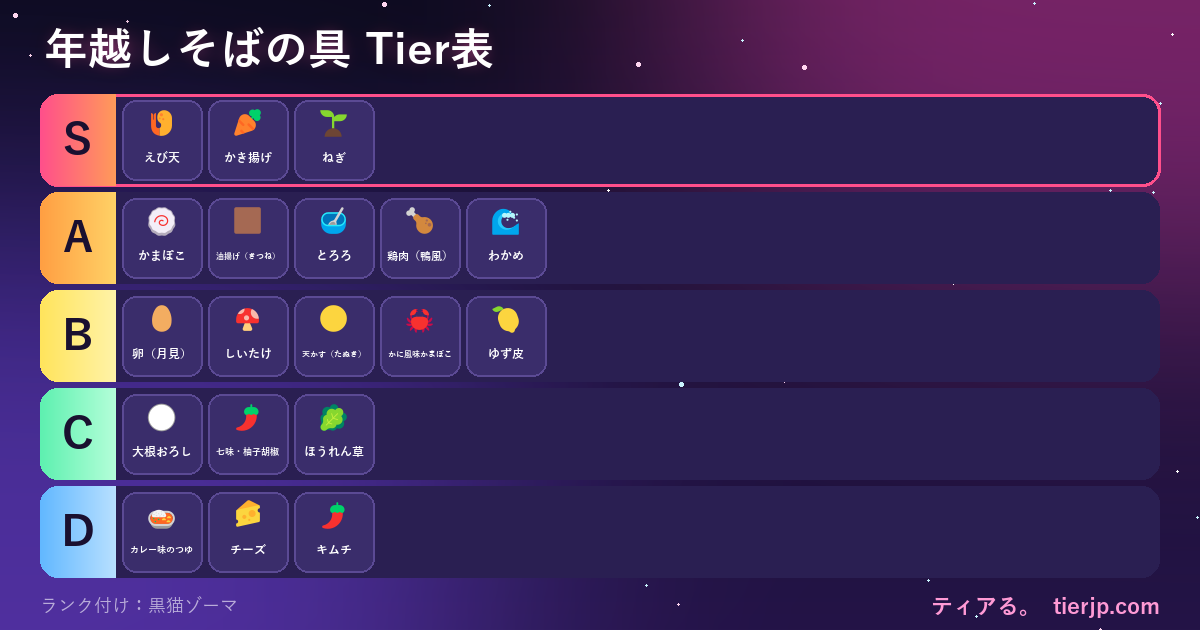 年越しそばの具 Tier表
S
えび天
かき揚げ
ねぎ
A
かまぼこ
油揚げ（きつね）
とろろ
鶏肉（鴨風）
わかめ
B
卵（月見）
しいたけ
天かす（たぬき）
かに風味かまぼこ
ゆず皮
C
大根おろし
七味・柚子胡椒
ほうれん草
D
カレー味のつゆ
チーズ
キムチ
ランク付け：黒猫ゾーマ
ティアる。 tierjp.com